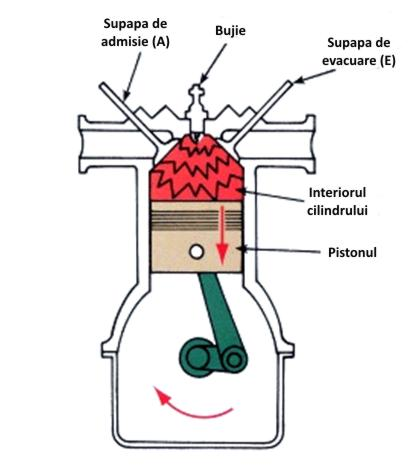 Supapa de
admisie (A)
Bujie
Supapa de
evacuare (E)
Interiorul
cilindrului
Pistonul